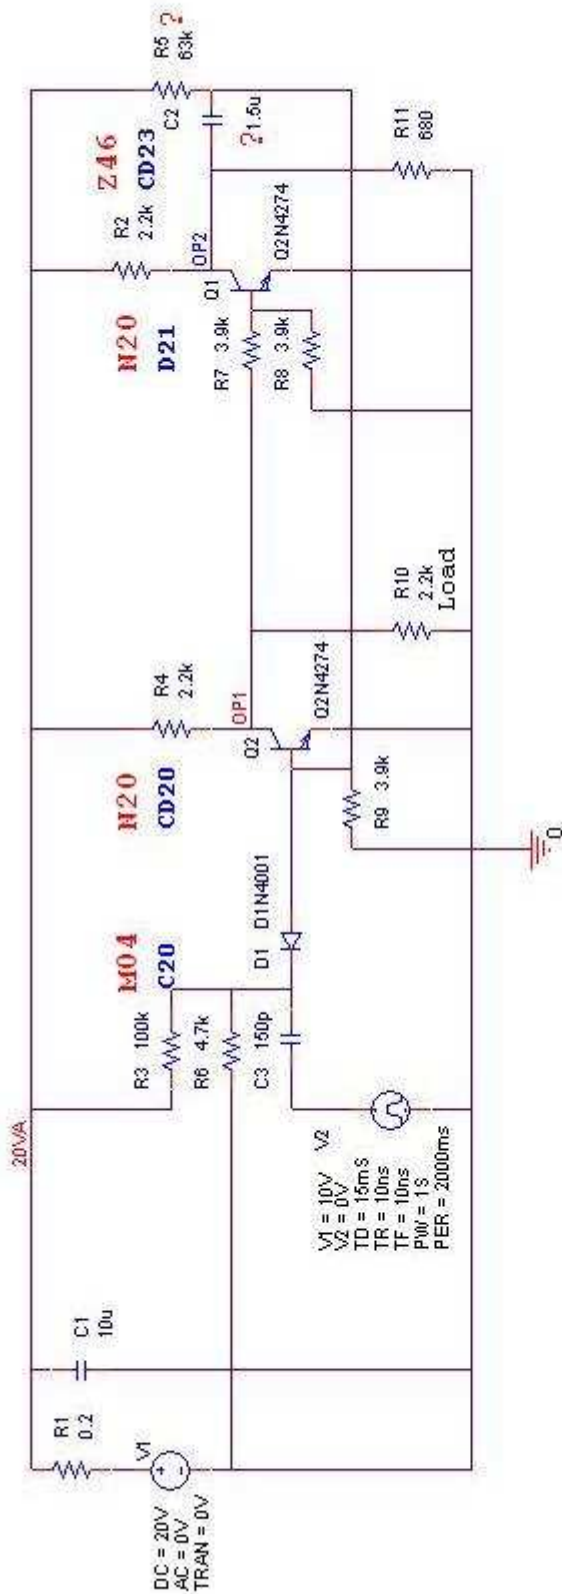 20VA
R1
0.2
C1
10u
V1
DC = 20V
AC = 0V
TRAN = 0V
M04
C20
R3 100k
R6 4.7k
C3 150p
D1 D1N4001
V2
V1 = 10V
V2 = 0V
TD = 15mS
TR = 10ns
TF = 10ns
PW = 1S
PER = 2000ms
N20
CD20
R4
2.2k
OP1
Q2
Q2N4274
R9 3.9k
0
R10
2.2k
Load
N20
D21
R7 3.9k
R8 3.9k
Z46
CD23
R2
2.2k
OP2
Q1
Q2N4274
R5
63k
?
C2
1.5u
?
R11
680